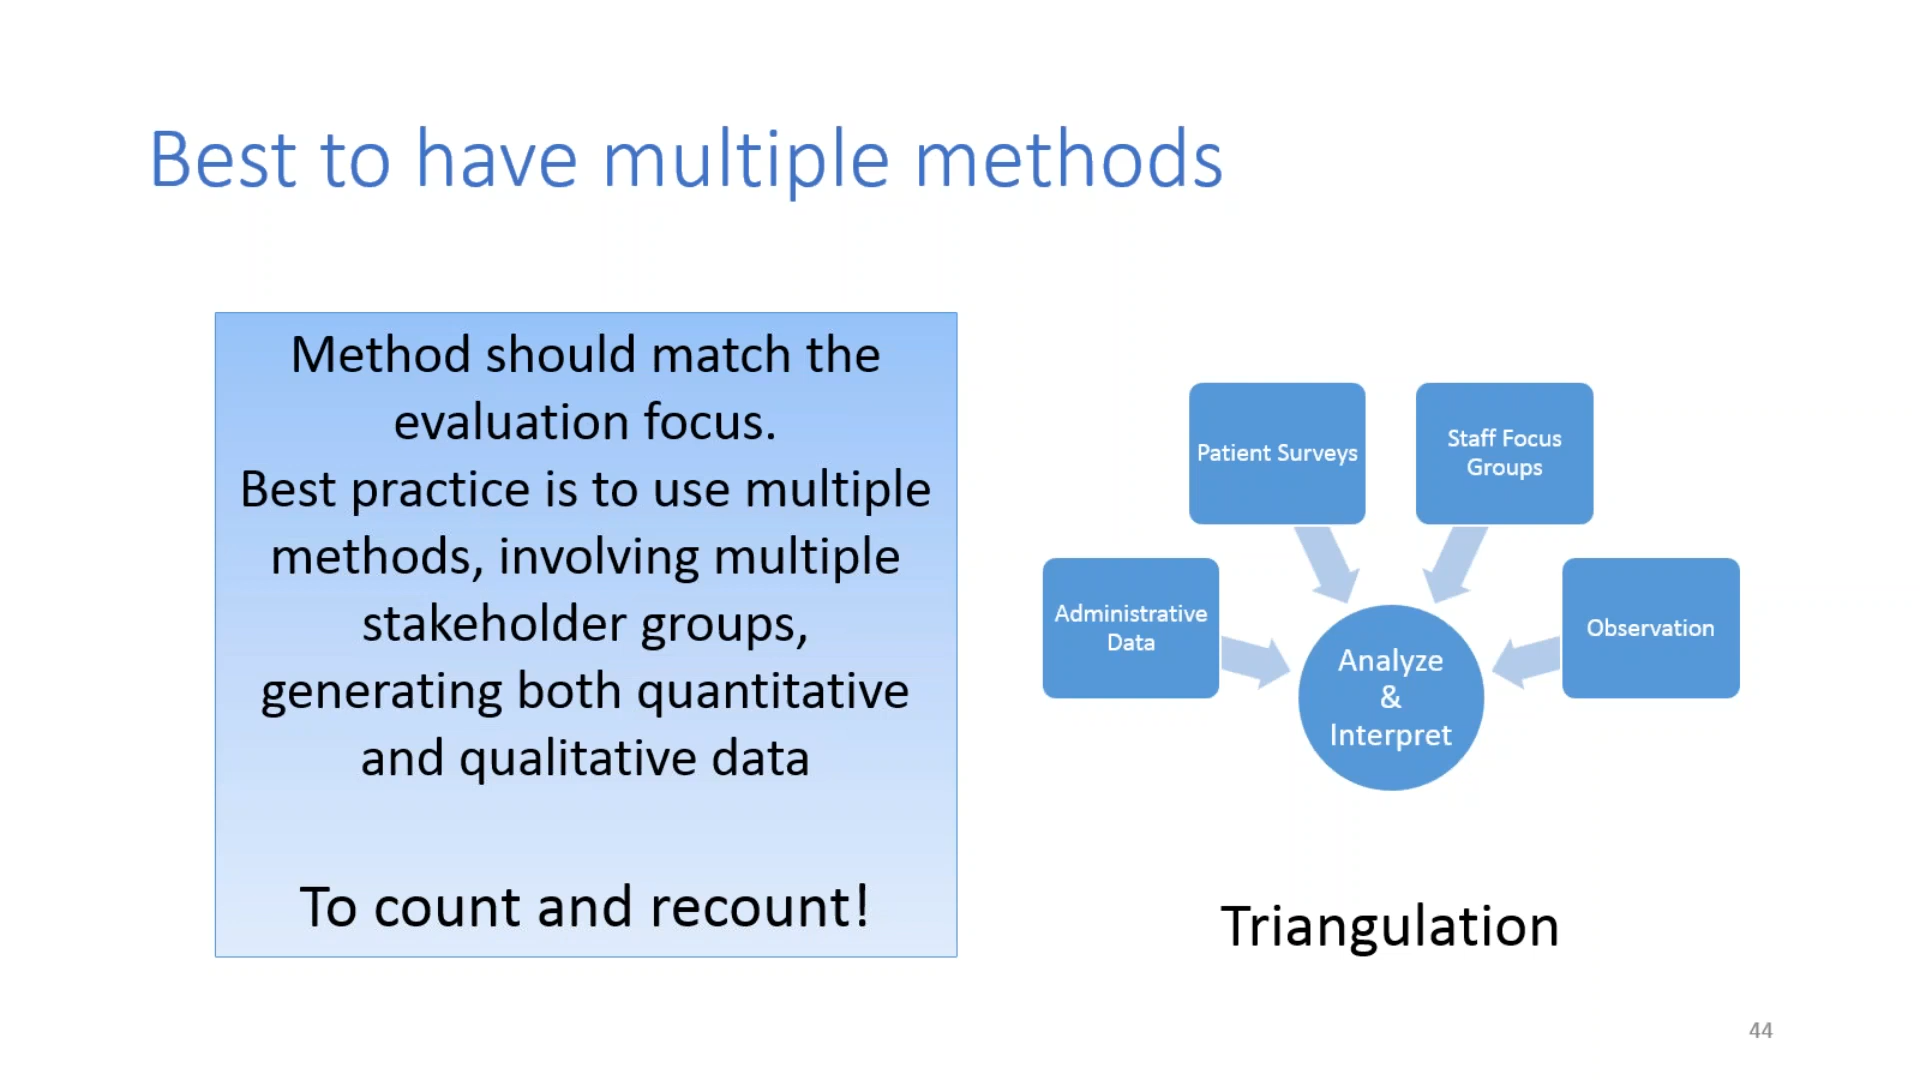 Best to have multiple methods
Method should match the
evaluation focus.
Best practice is to use multiple
methods, involving multiple
stakeholder groups,
generating both quantitative
and qualitative data
To count and recount!
Patient Surveys
Staff Focus
Groups
Administrative
Data
Observation
Analyze
&
Interpret
Triangulation
44